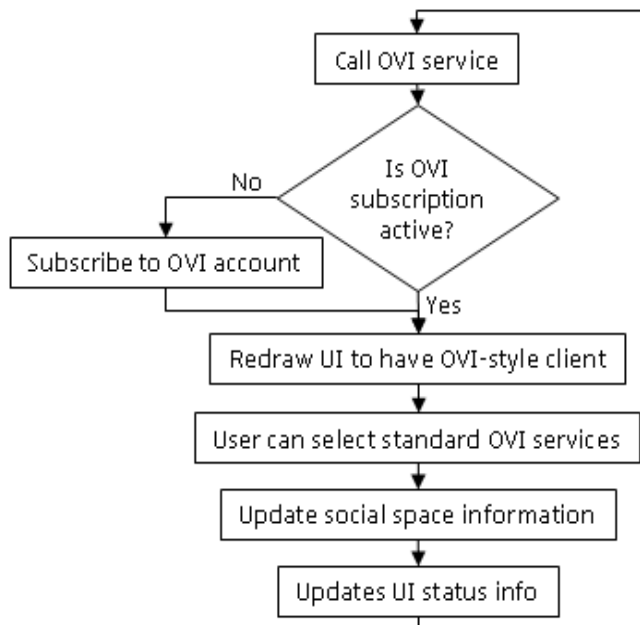 Call OVI service
Is OVI
subscription
active?
No
Subscribe to OVI account
Yes
Redraw UI to have OVI-style client
User can select standard OVI services
Update social space information
Updates UI status info